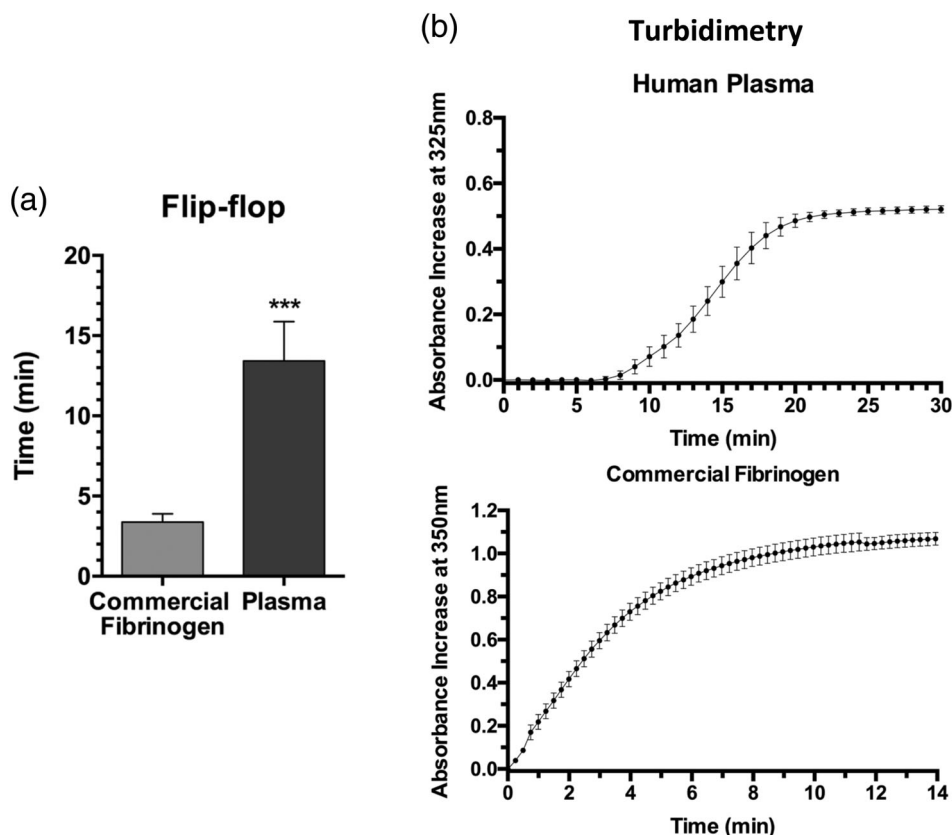 (a)
Flip-flop
Time (min)
20
15
10
5
0
***
Commercial
Fibrinogen
Plasma
(b)
Turbidimetry
Human Plasma
Absorbance Increase at 325nm
0.8
0.6
0.4
0.2
0.0
0 5 10 15 20 25 30
Time (min)
Commercial Fibrinogen
Absorbance Increase at 350nm
1.2
1.0
0.8
0.6
0.4
0.2
0.0
0 2 4 6 8 10 12 14
Time (min)